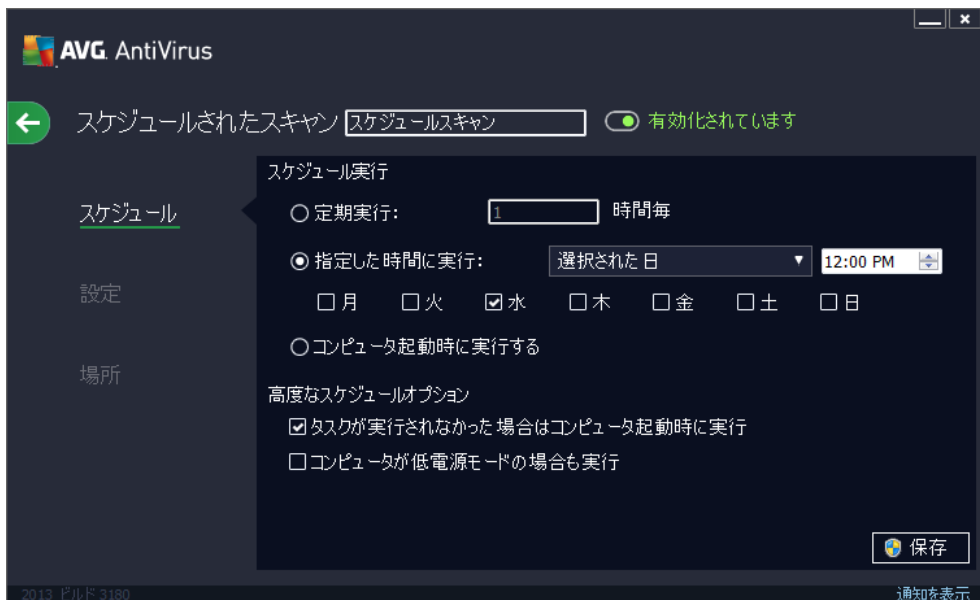 AVG. AntiVirus
スケジュールされたスキャン スケジュールスキャン 有効化されています
スケジュール実行
スケジュール
定期実行: 1 時間毎
指定した時間に実行: 選択された日 12:00 PM
月 火 水 木 金 土 日
設定
コンピュータ起動時に実行する
場所
高度なスケジュールオプション
タスクが実行されなかった場合はコンピュータ起動時に実行
コンピュータが低電源モードの場合も実行
保存
2013 ビルド 3180 通知を表示